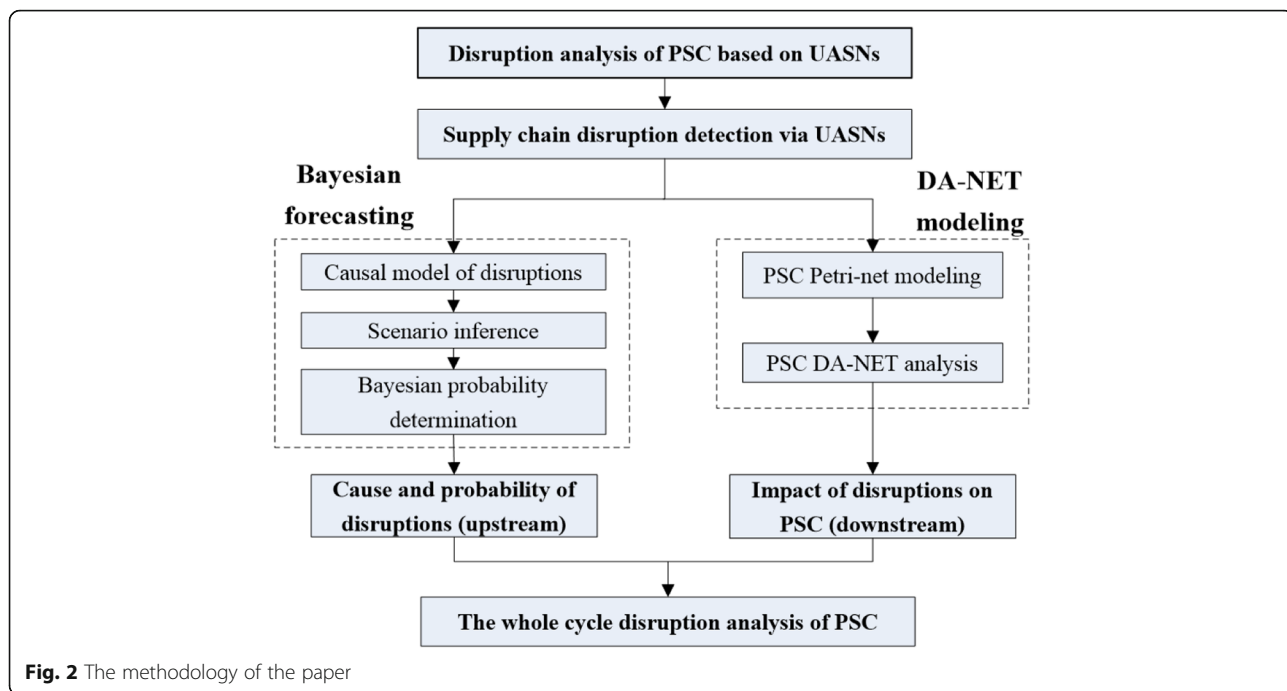 Disruption analysis of PSC based on UASNs
Supply chain disruption detection via UASNs
Bayesian
forecasting
Causal model of disruptions
Scenario inference
Bayesian probability
determination
Cause and probability of
disruptions (upstream)
DA-NET
modeling
PSC Petri-net modeling
PSC DA-NET analysis
Impact of disruptions on
PSC (downstream)
The whole cycle disruption analysis of PSC
Fig. 2 The methodology of the paper